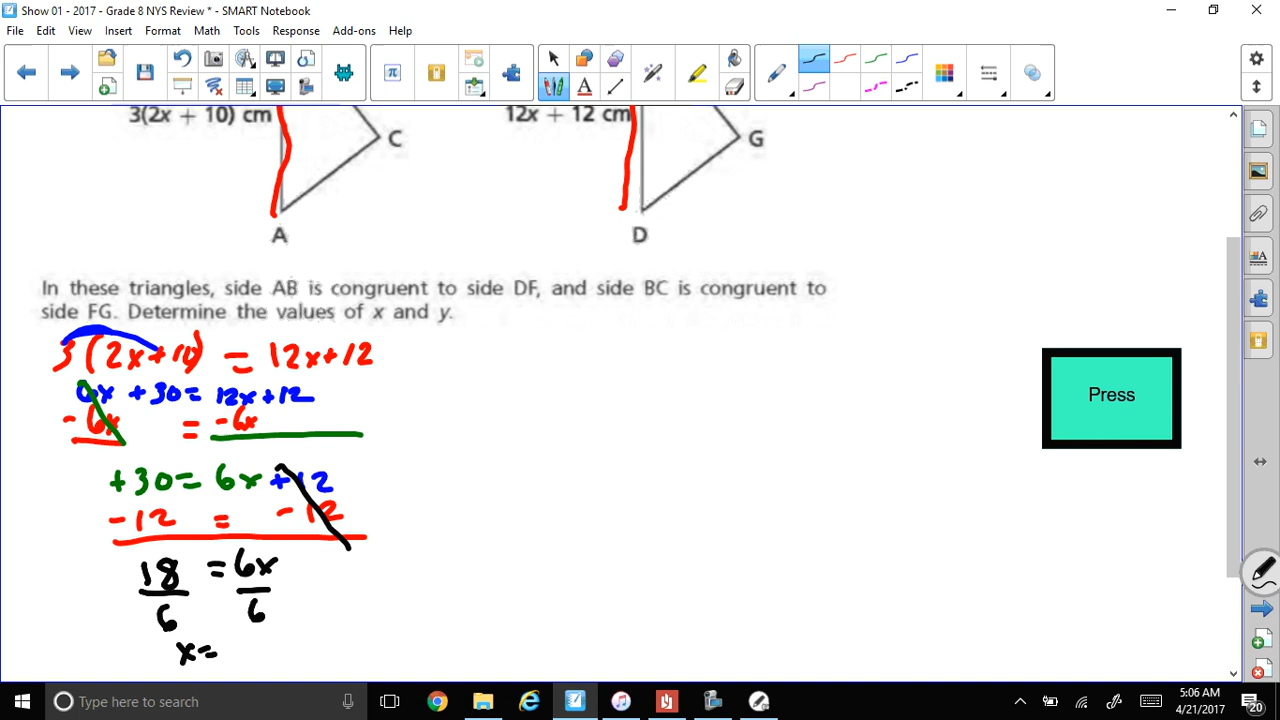 Show 01 - 2017 - Grade 8 NYS Review * - SMART Notebook
File Edit View Insert Format Math Tools Response Add-ons Help
π A
3(2x + 10) cm 12x + 12 cm
C G
A D
In these triangles, side AB is congruent to side DF, and side BC is congruent to
side FG. Determine the values of x and y.
3(2x+10) = 12x+12
6x +30= 12x+12
-6x = -6x
Press
+30= 6x +12
-12 = -12
18 = 6x
6 6
x=
Type here to search
5:06 AM
4/21/2017
20